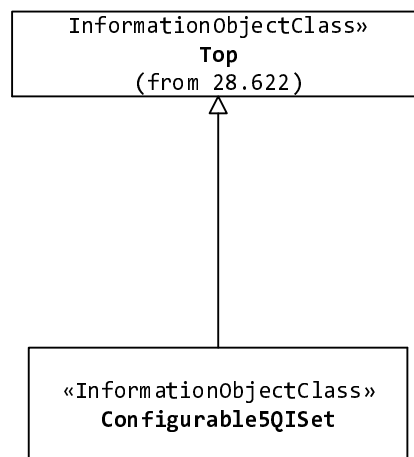 InformationObjectClass»
Top
(from 28.622)
«InformationObjectClass»
Configurable5QISet